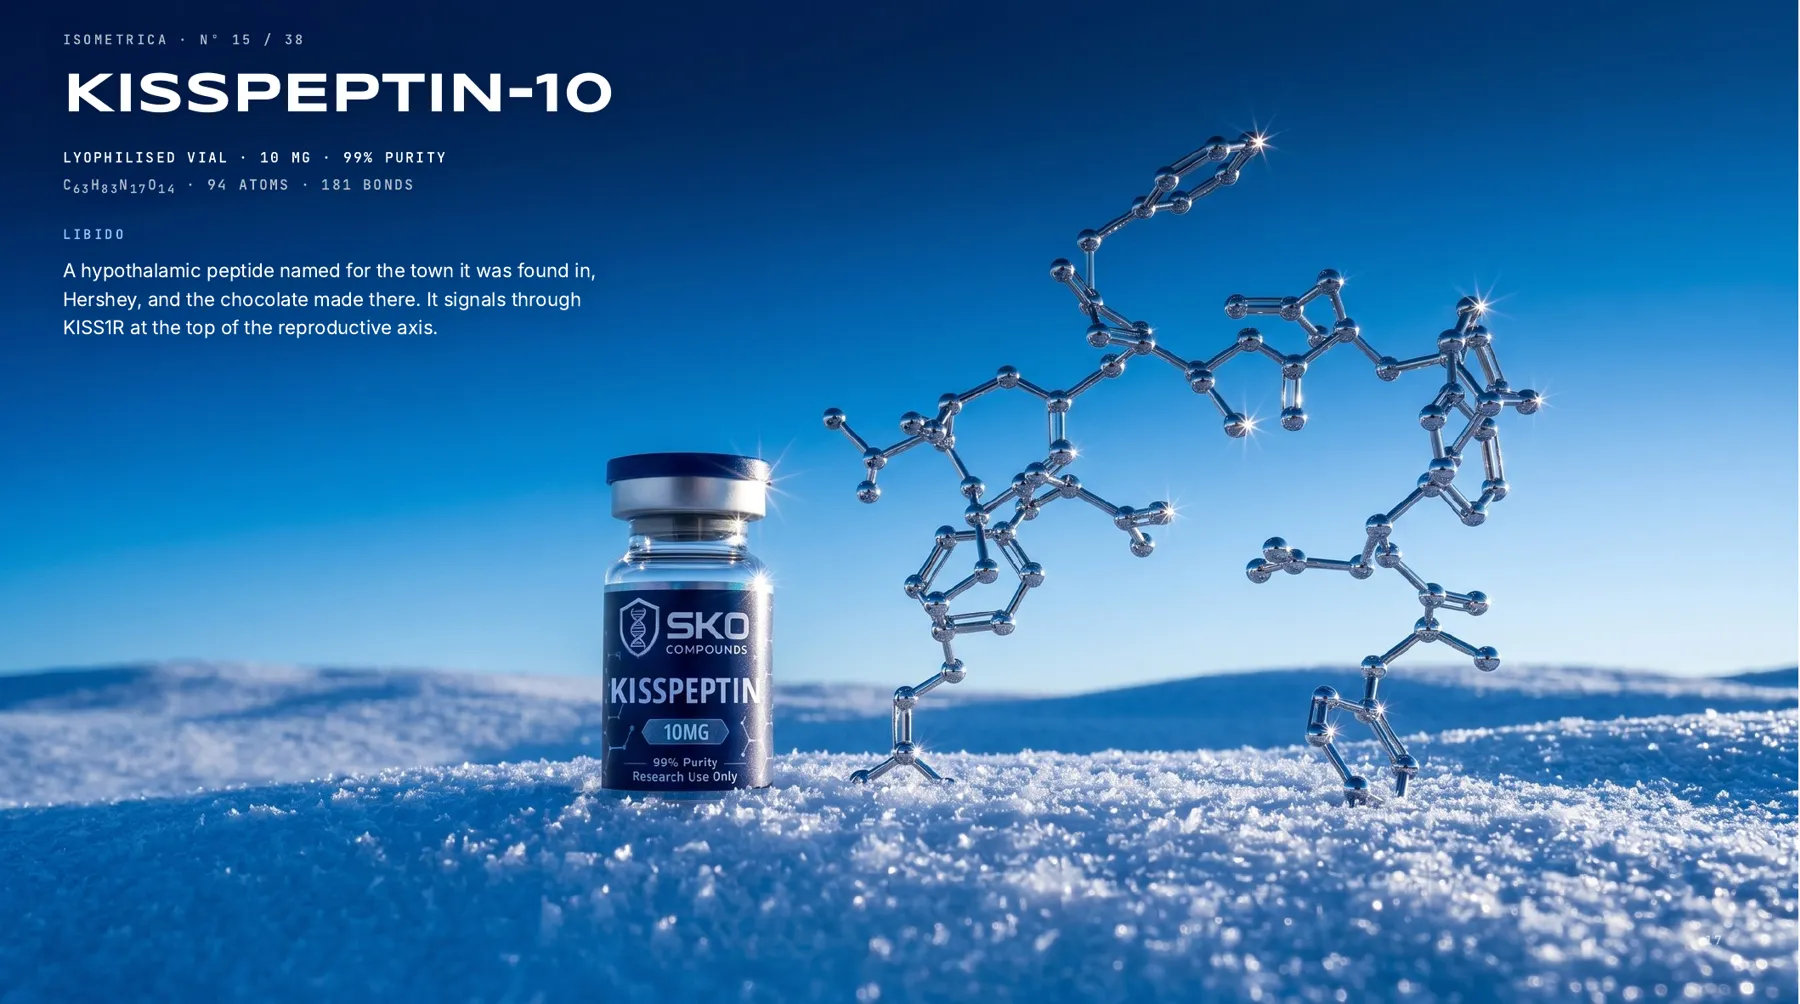 ISOMETRICA · N° 15 / 38
KISSPEPTIN-10
LYOPHILISED VIAL · 10 MG · 99% PURITY
C₆₃H₈₃N₁₇O₁₄ · 94 ATOMS · 181 BONDS
LIBIDO
A hypothalamic peptide named for the town it was found in,
Hershey, and the chocolate made there. It signals through
KISS1R at the top of the reproductive axis.
SKO
COMPOUNDS
KISSPEPTIN
10MG
99% Purity
Research Use Only
17